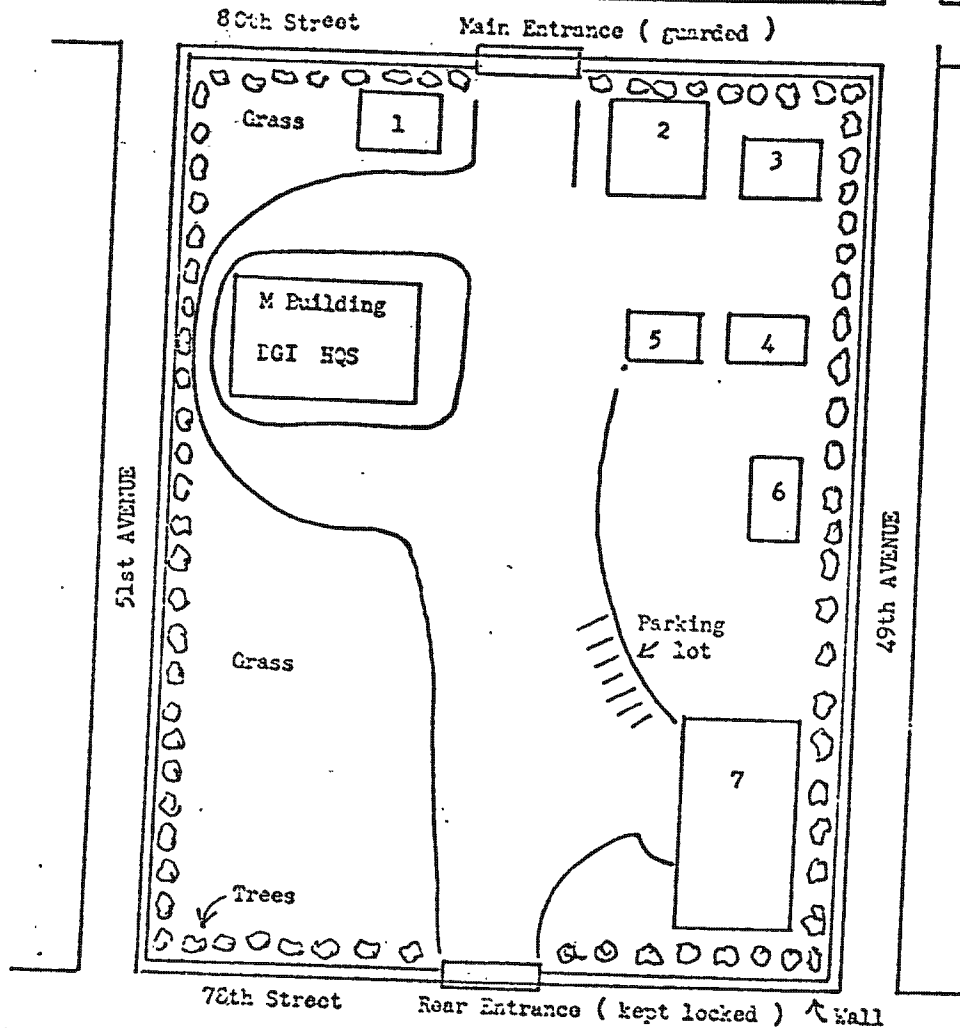 80th Street
Main Entrance ( guarded )
Grass
1
2
3
M Building
DGI HQS
5
4
6
51st AVENUE
49th AVENUE
Parking
lot
Grass
7
Trees
78th Street
Rear Entrance ( kept locked )
Wall